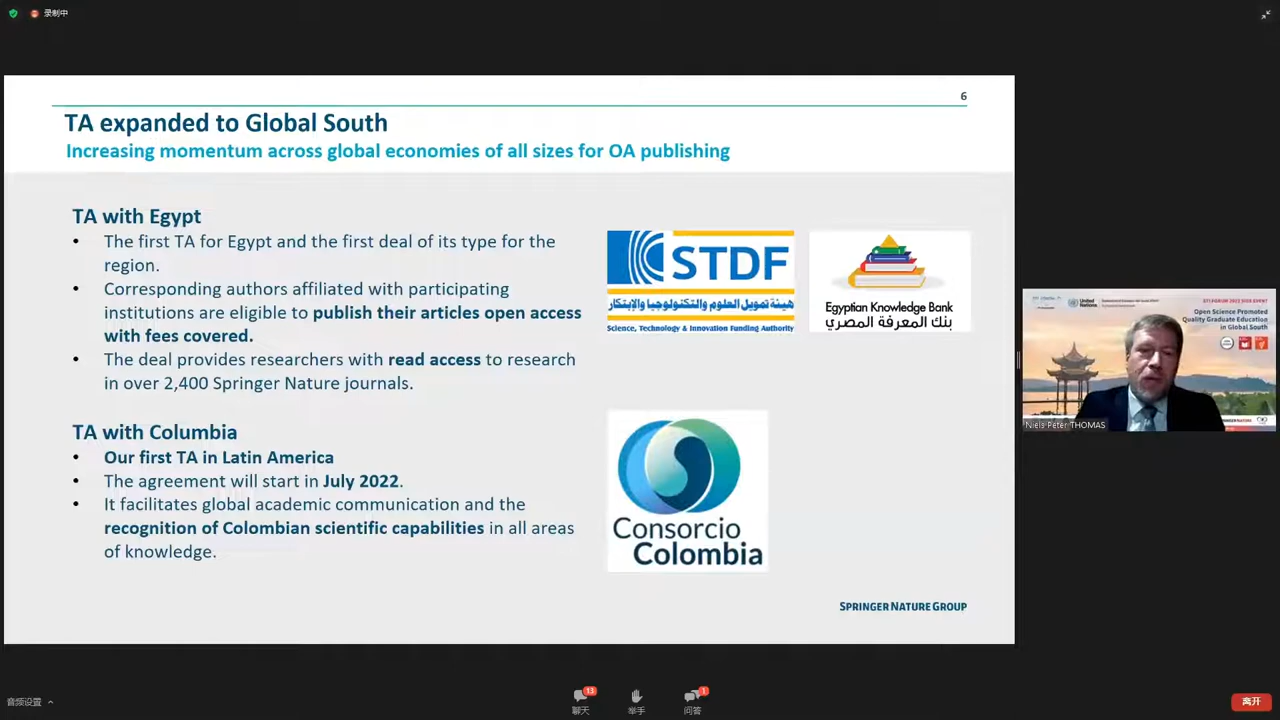 录制中
6
TA expanded to Global South
Increasing momentum across global economies of all sizes for OA publishing
TA with Egypt
• The first TA for Egypt and the first deal of its type for the
region.
• Corresponding authors affiliated with participating
institutions are eligible to publish their articles open access
with fees covered.
• The deal provides researchers with read access to research
in over 2,400 Springer Nature journals.
STDF
هيئة تمويل العلوم والتكنولوجيا والإبتكار
Science, Technology & Innovation Funding Authority
Egyptian Knowledge Bank
بنك المعرفة المصري
TA with Columbia
• Our first TA in Latin America
• The agreement will start in July 2022.
• It facilitates global academic communication and the
recognition of Colombian scientific capabilities in all areas
of knowledge.
Consorcio
Colombia
SPRINGER NATURE GROUP
United
Nations
STI FORUM 2022 SIDE EVENT
Open Science Promoted
Quality Graduate Education
in Global South
Niels Peter THOMAS
音频设置
13
聊天
举手
1
问答
离开